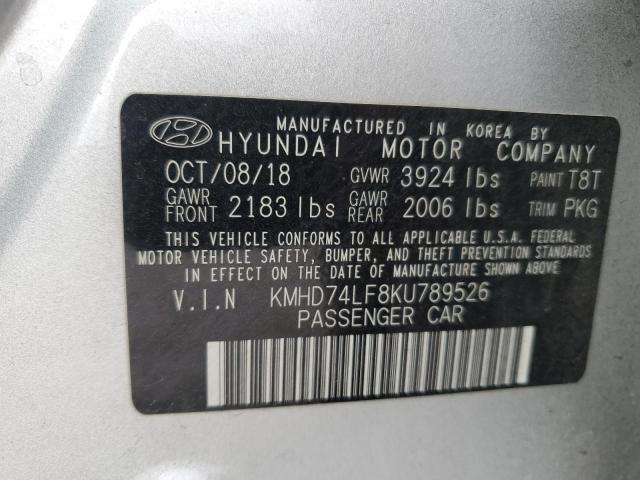 MANUFACTURED IN KOREA BY
HYUNDAI MOTOR COMPANY
OCT/08/18 GVWR 3924 lbs PAINT T8T
GAWR FRONT 2183 lbs GAWR REAR 2006 lbs TRIM PKG
THIS VEHICLE CONFORMS TO ALL APPLICABLE U.S.A. FEDERAL
MOTOR VEHICLE SAFETY, BUMPER, AND THEFT PREVENTION STANDARDS
IN EFFECT ON THE DATE OF MANUFACTURE SHOWN ABOVE.
V.I.N KMHD74LF8KU789526
PASSENGER CAR